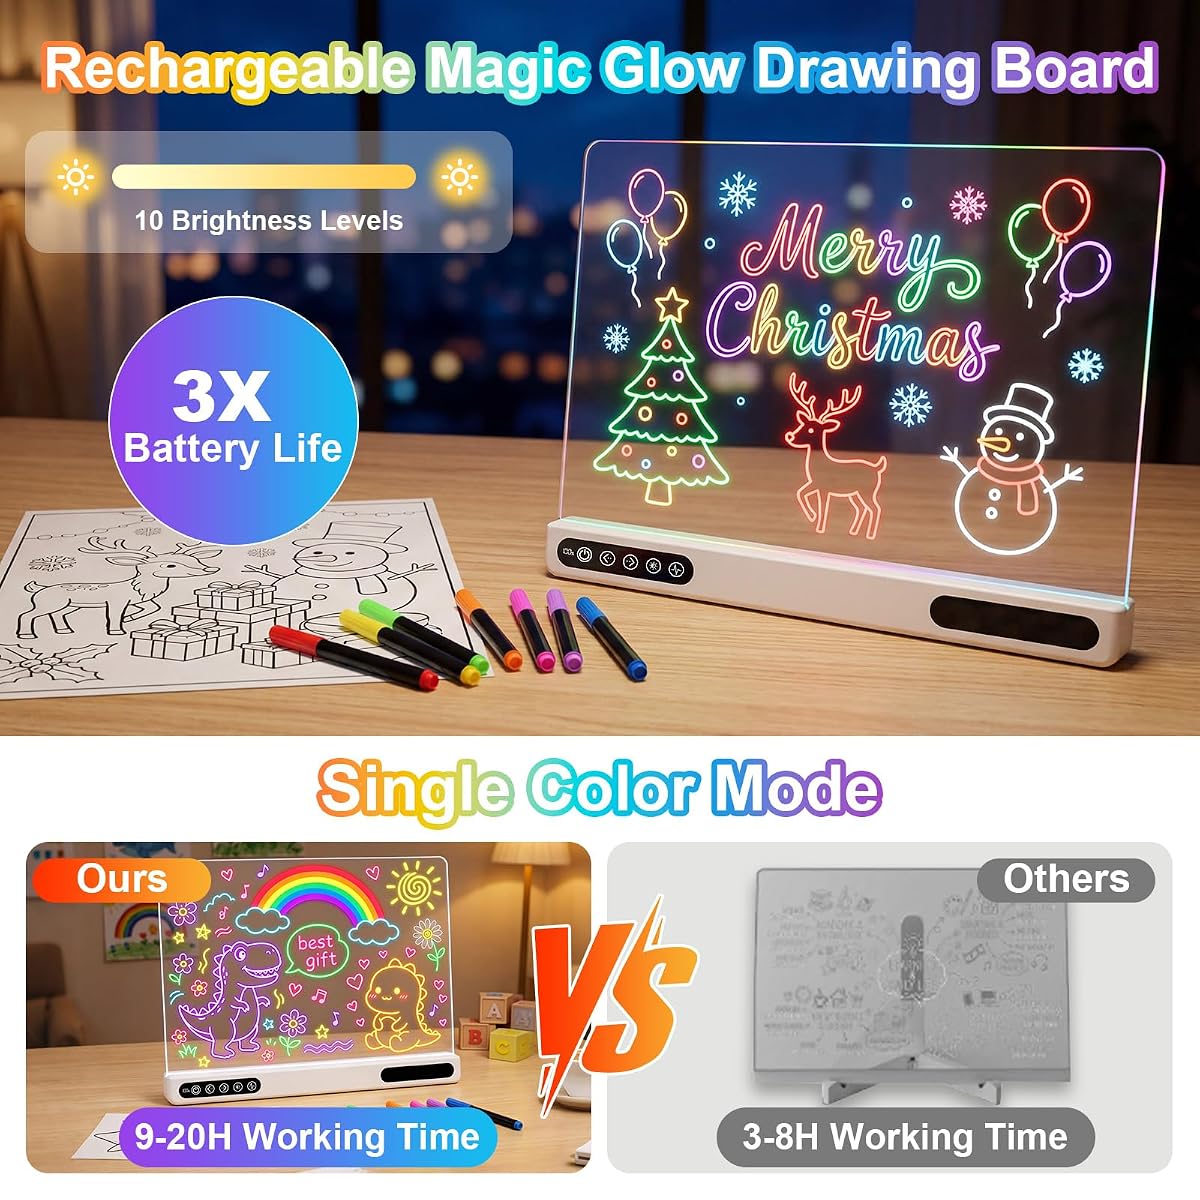 Rechargeable Magic Glow Drawing Board
10 Brightness Levels
3X
Battery Life
Merry
Christmas
Single Color Mode
Ours
best
gift
VS
Others
9-20H Working Time
3-8H Working Time